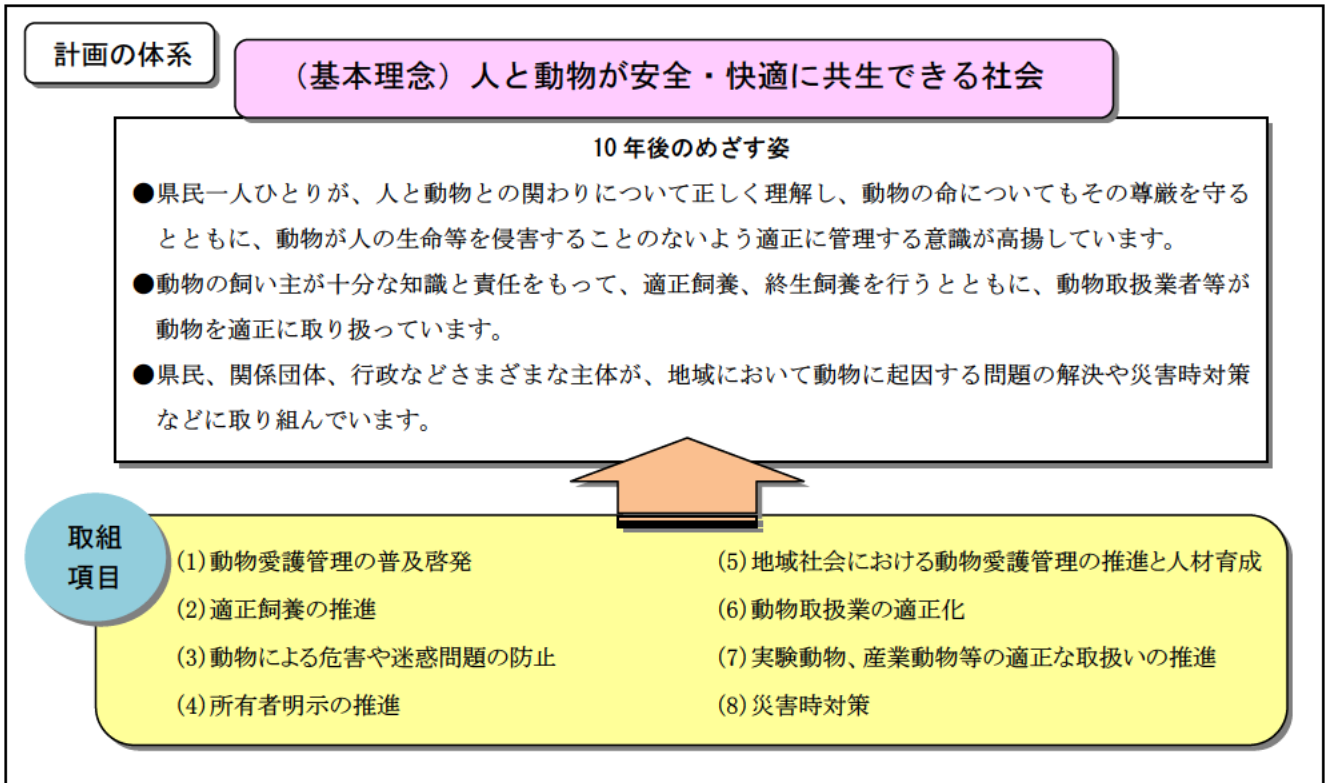 計画の体系
（基本理念）人と動物が安全・快適に共生できる社会
10年後のめざす姿
●県民一人ひとりが、人と動物との関わりについて正しく理解し、動物の命についてもその尊厳を守る
とともに、動物が人の生命等を侵害することのないよう適正に管理する意識が高揚しています。
●動物の飼い主が十分な知識と責任をもって、適正飼養、終生飼養を行うとともに、動物取扱業者等が
動物を適正に取り扱っています。
●県民、関係団体、行政などさまざまな主体が、地域において動物に起因する問題の解決や災害時対策
などに取り組んでいます。
取組
項目
(1)動物愛護管理の普及啓発
(2)適正飼養の推進
(3)動物による危害や迷惑問題の防止
(4)所有者明示の推進
(5)地域社会における動物愛護管理の推進と人材育成
(6)動物取扱業の適正化
(7)実験動物、産業動物等の適正な取扱いの推進
(8)災害時対策